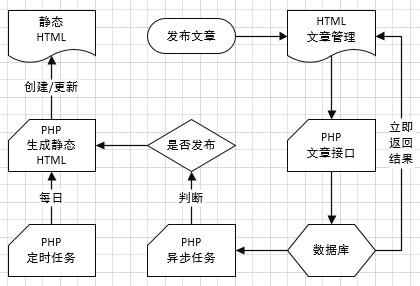 静态
HTML
发布文章
HTML
文章管理
创建/更新
PHP
生成静态
HTML
是否发布
PHP
文章接口
立即
返回
结果
每日
判断
PHP
定时任务
PHP
异步任务
数据库